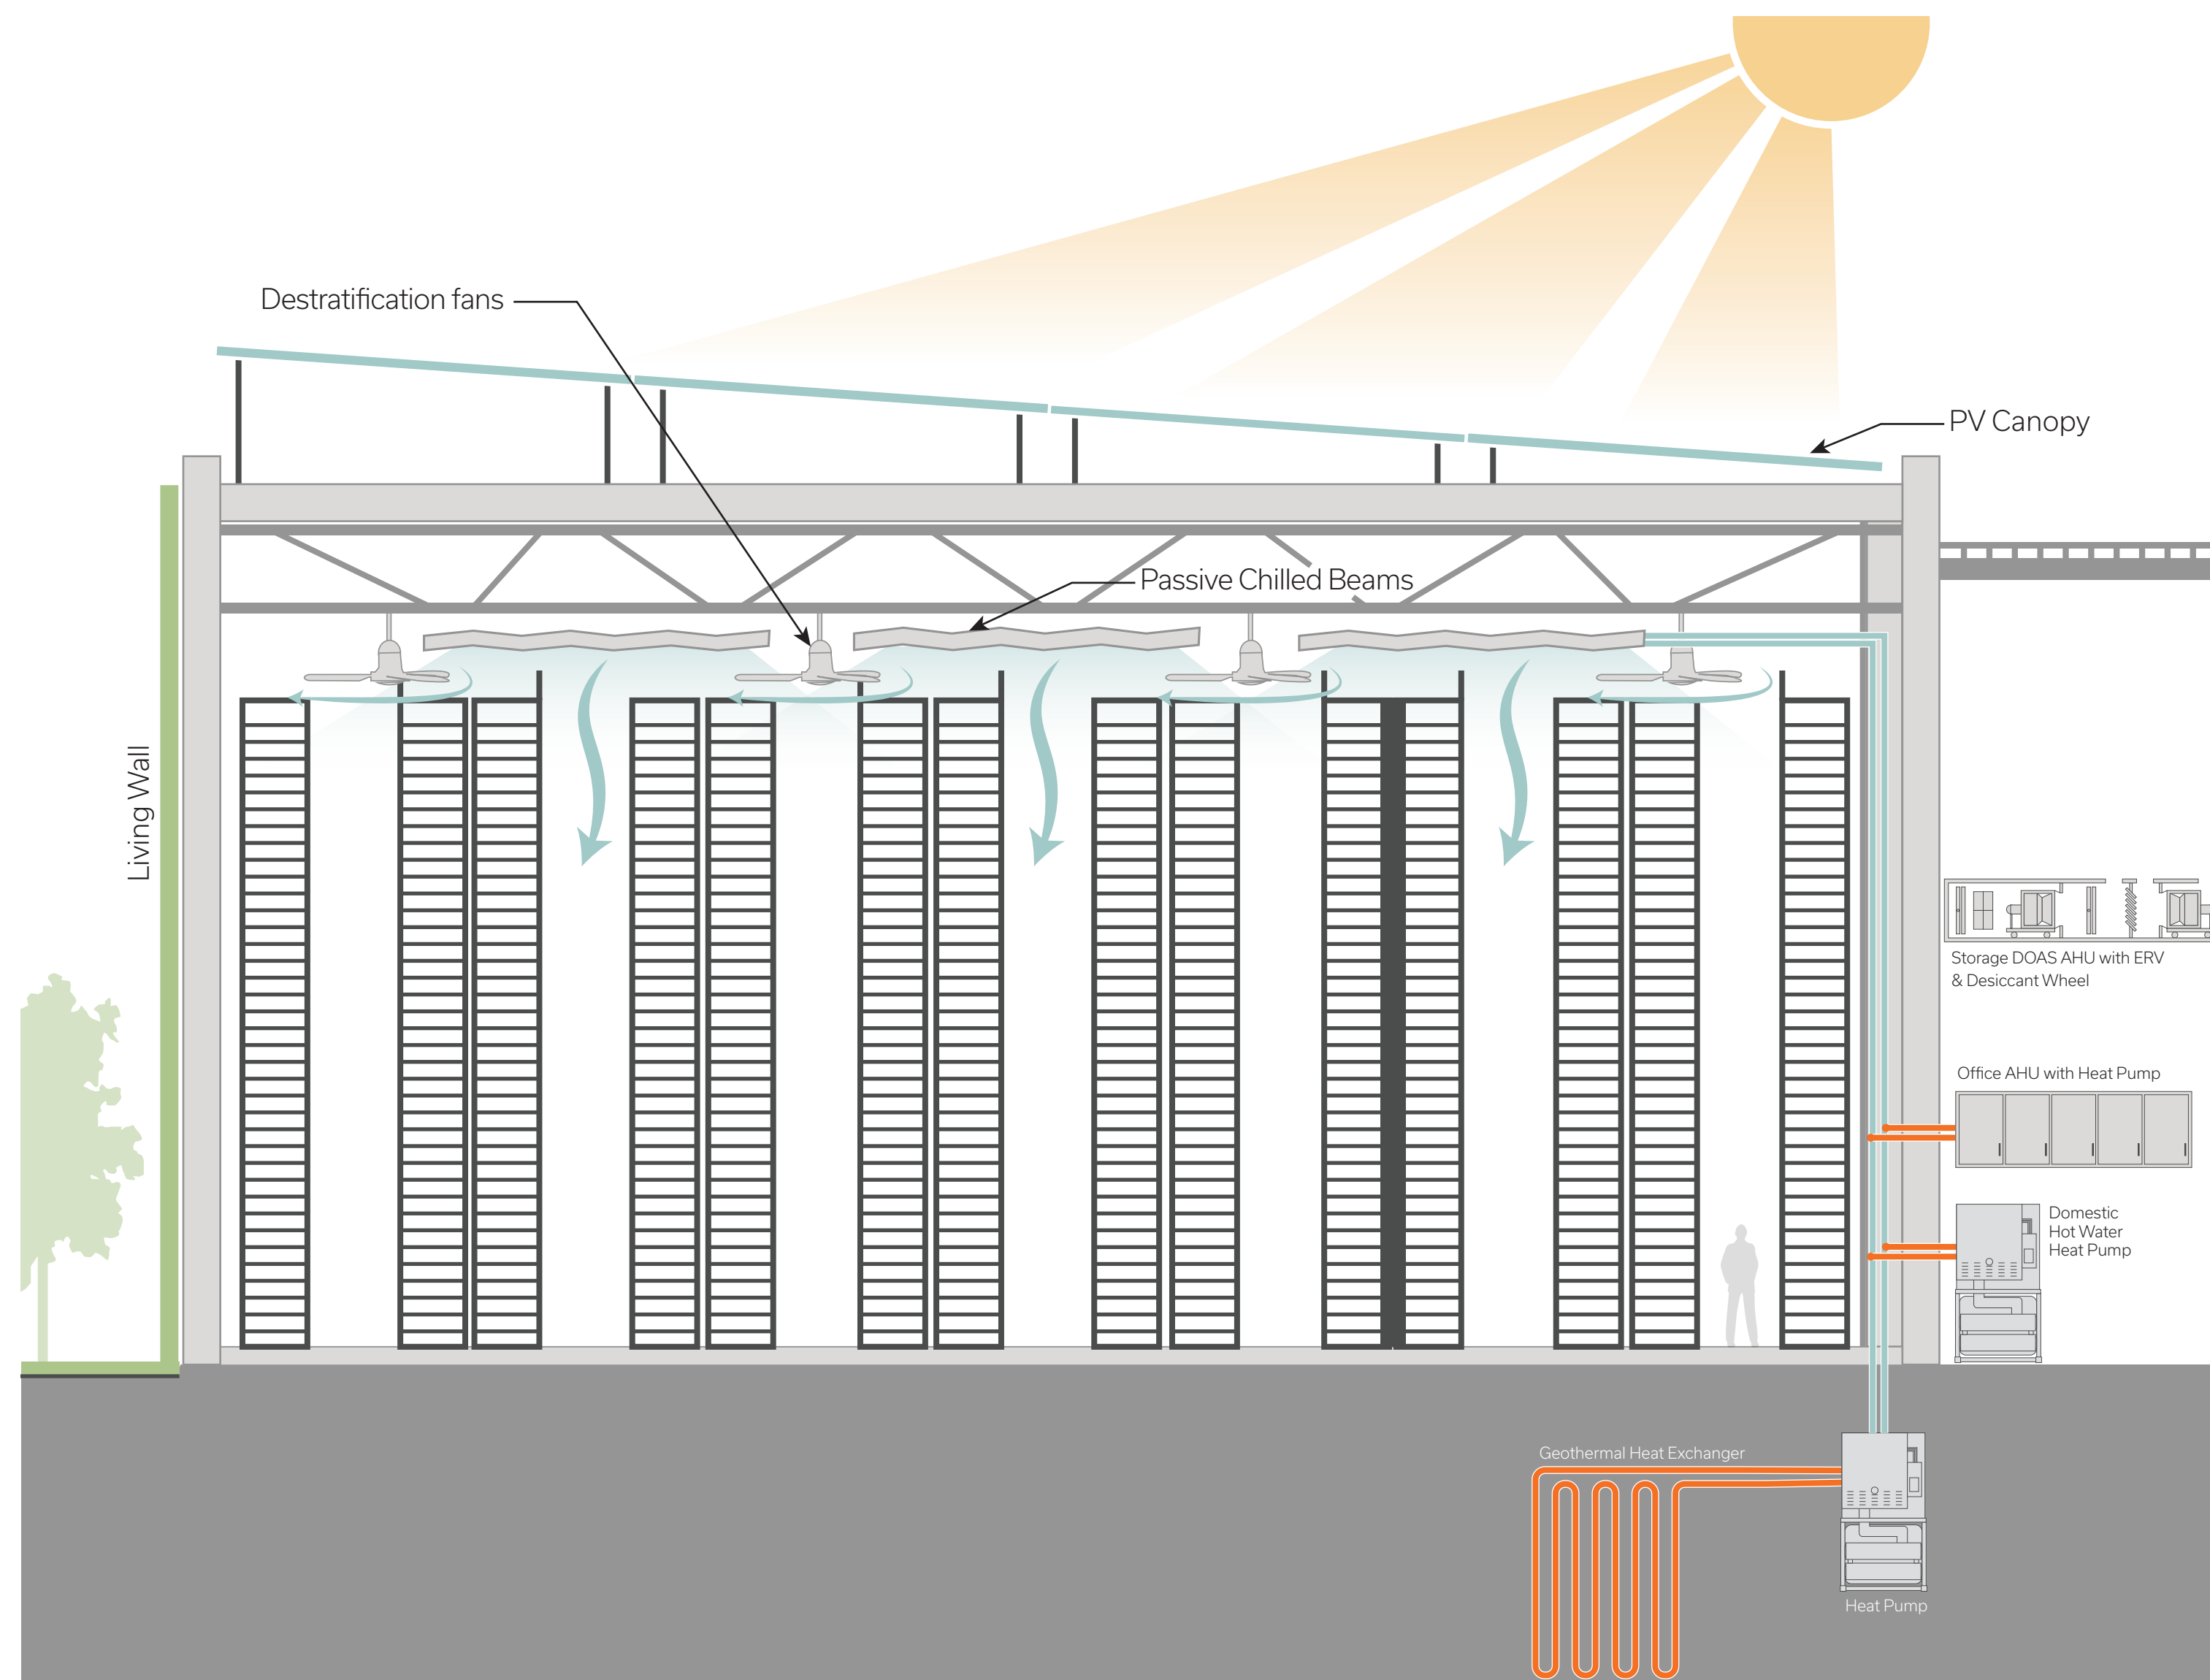 Destratification fans
PV Canopy
Passive Chilled Beams
Living Wall
Storage DOAS AHU with ERV
& Desiccant Wheel
Office AHU with Heat Pump
Domestic
Hot Water
Heat Pump
Geothermal Heat Exchanger
Heat Pump